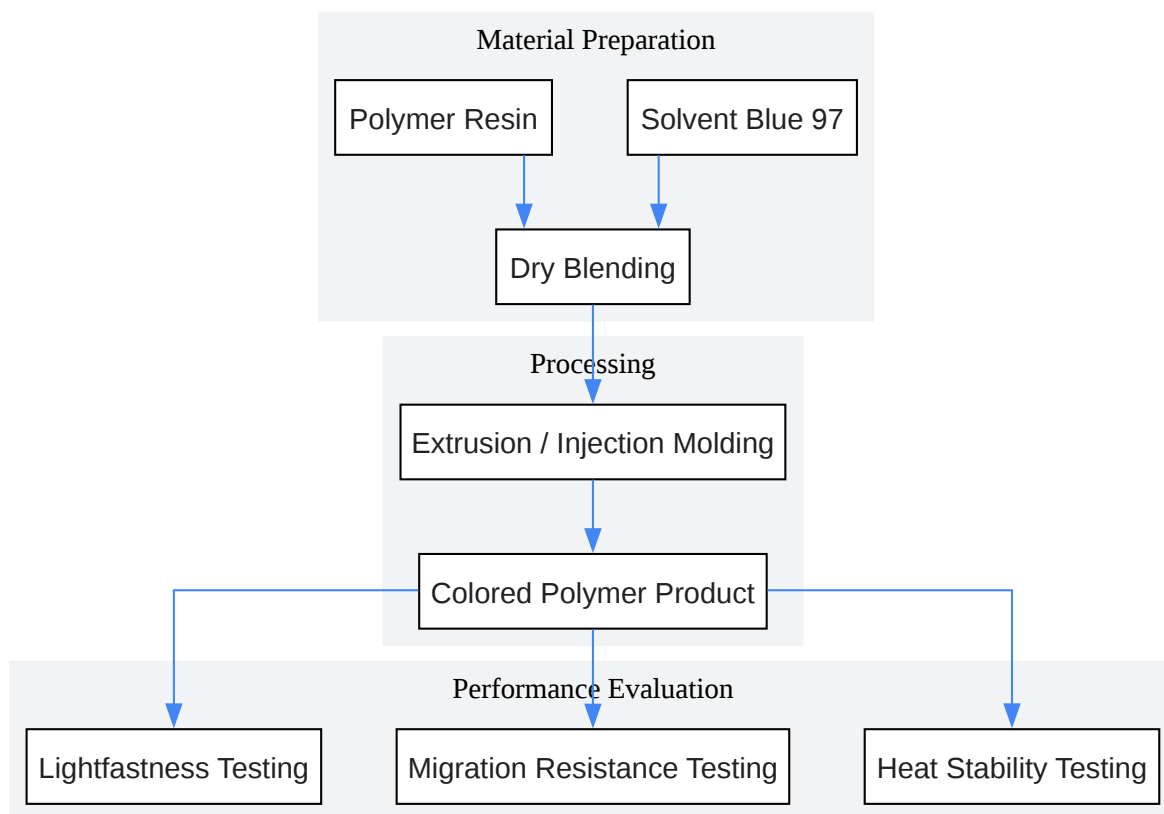 Material Preparation
Polymer Resin
Solvent Blue 97
Dry Blending
Processing
Extrusion / Injection Molding
Colored Polymer Product
Performance Evaluation
Lightfastness Testing
Migration Resistance Testing
Heat Stability Testing